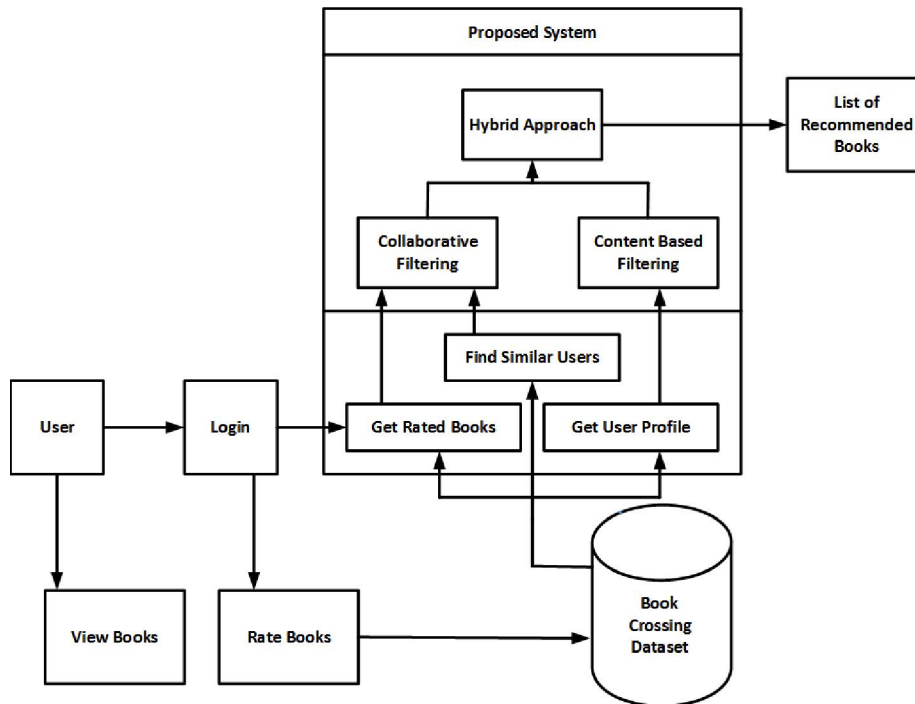 Proposed System
Hybrid Approach
List of
Recommended
Books
Collaborative
Filtering
Content Based
Filtering
Find Similar Users
User
Login
Get Rated Books
Get User Profile
View Books
Rate Books
Book
Crossing
Dataset